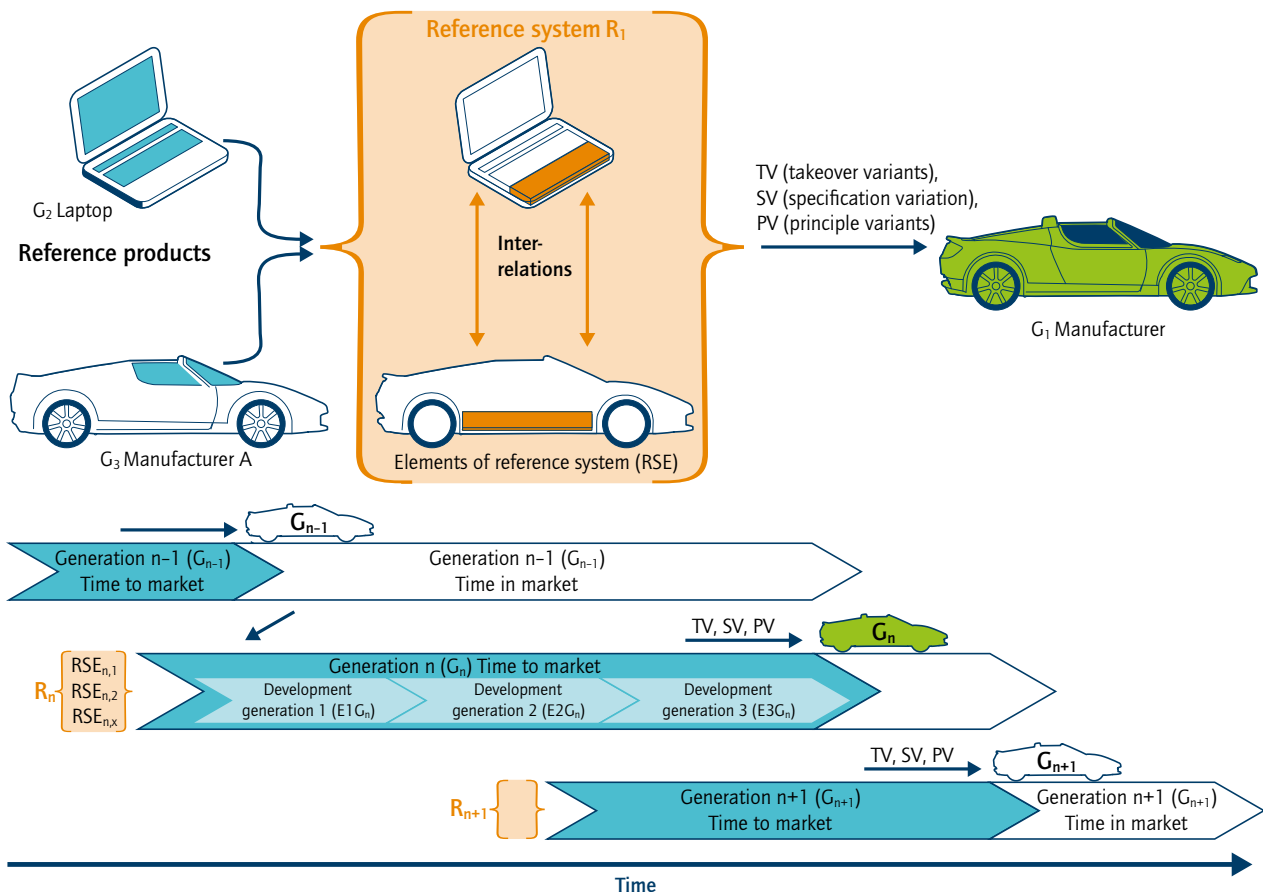 Reference system R₁
G₂ Laptop
Reference products
Inter-
relations
TV (takeover variants),
SV (specification variation),
PV (principle variants)
G₁ Manufacturer
G₃ Manufacturer A
Elements of reference system (RSE)
Gₙ₋₁
Generation n–1 (Gₙ₋₁)
Time to market
Generation n–1 (Gₙ₋₁)
Time in market
TV, SV, PV
Gₙ
Rₙ
RSEₙ,₁
RSEₙ,₂
RSEₙ,ₓ
Generation n (Gₙ) Time to market
Development
generation 1 (E1Gₙ)
Development
generation 2 (E2Gₙ)
Development
generation 3 (E3Gₙ)
TV, SV, PV
Gₙ₊₁
Rₙ₊₁
Generation n+1 (Gₙ₊₁)
Time to market
Generation n+1 (Gₙ₊₁)
Time in market
Time